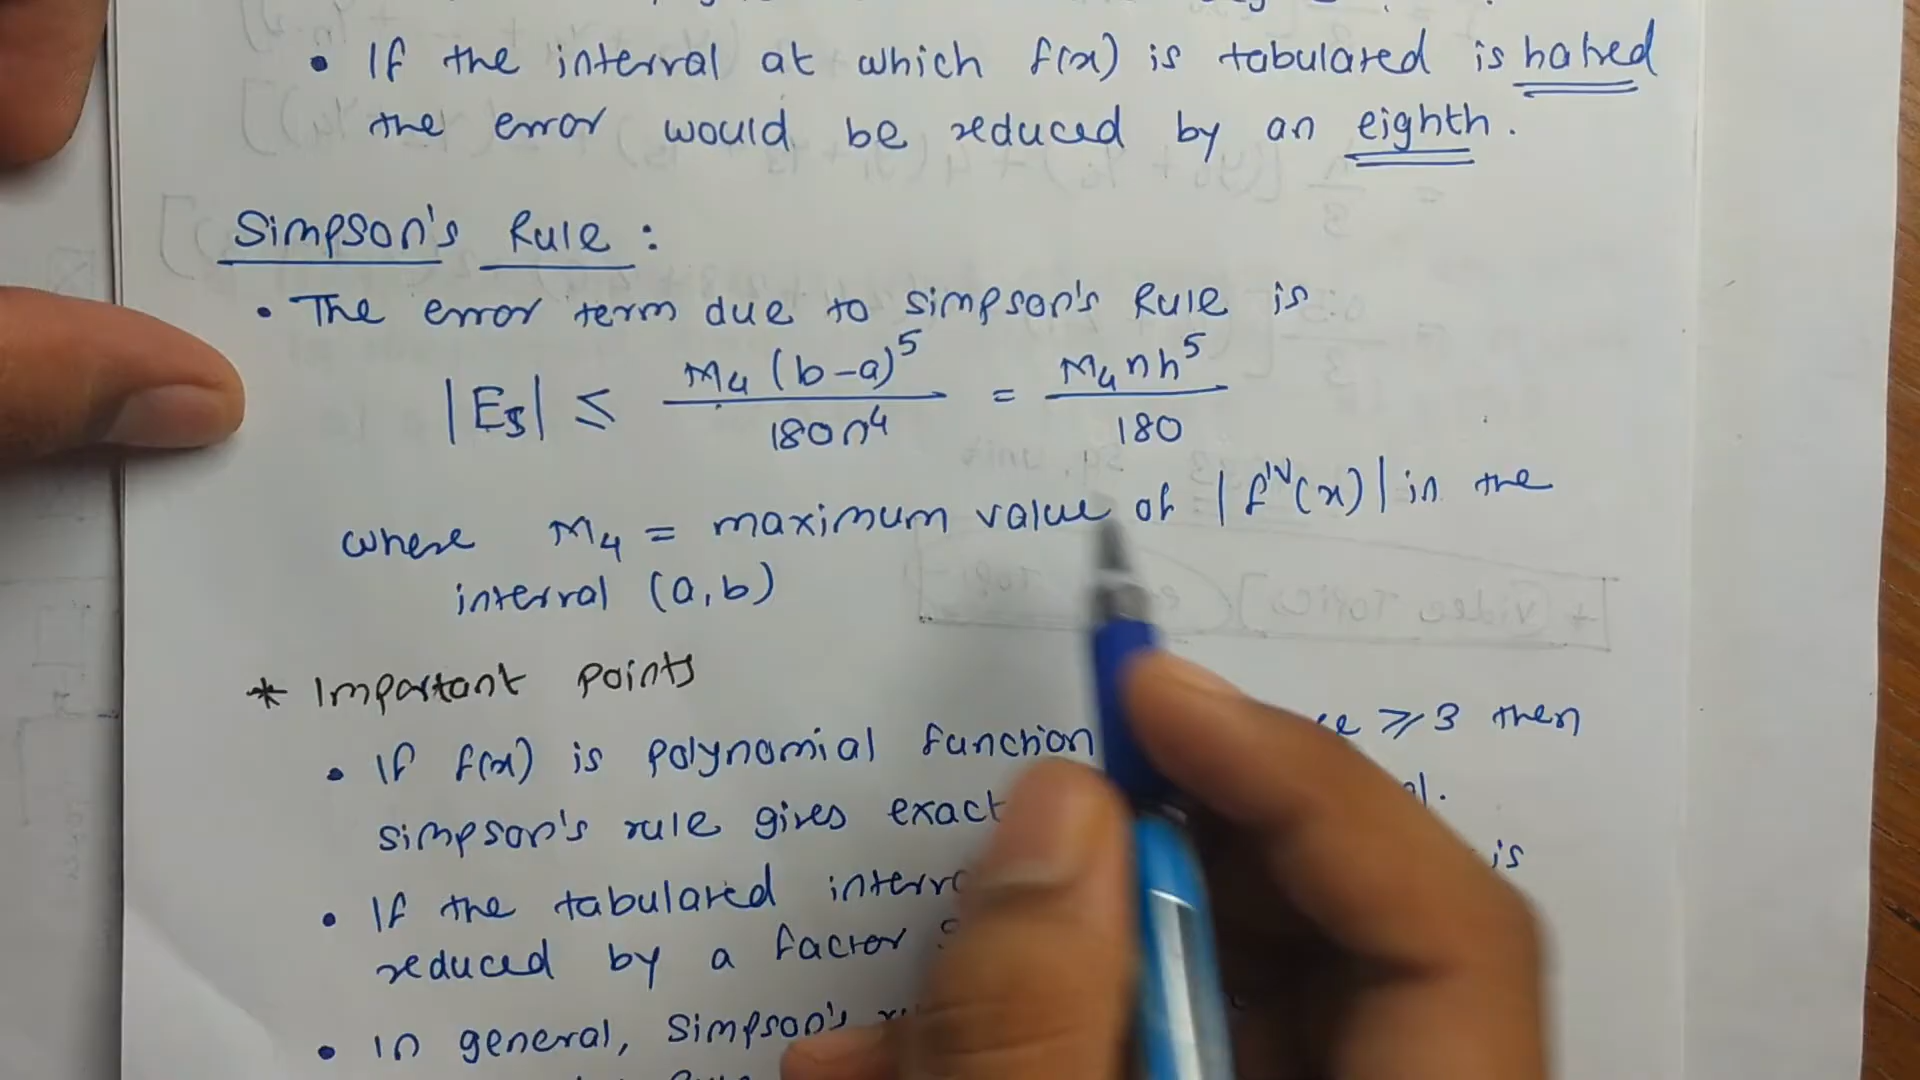 • If the interval at which f(x) is tabulated is halved
the error would be reduced by an eighth.
Simpson's Rule :
• The error term due to simpson's Rule is
|Es| ≤ M4 (b-a)^5 / 180n^4 = M4 nh^5 / 180
where M4 = maximum value of |f^IV(x)| in the
interval (a,b)
* Important Points
• If f(x) is polynomial function ≥ 3 then
simpson's rule gives exact
• If the tabulated is
reduced by a factor
• In general, Simpson's